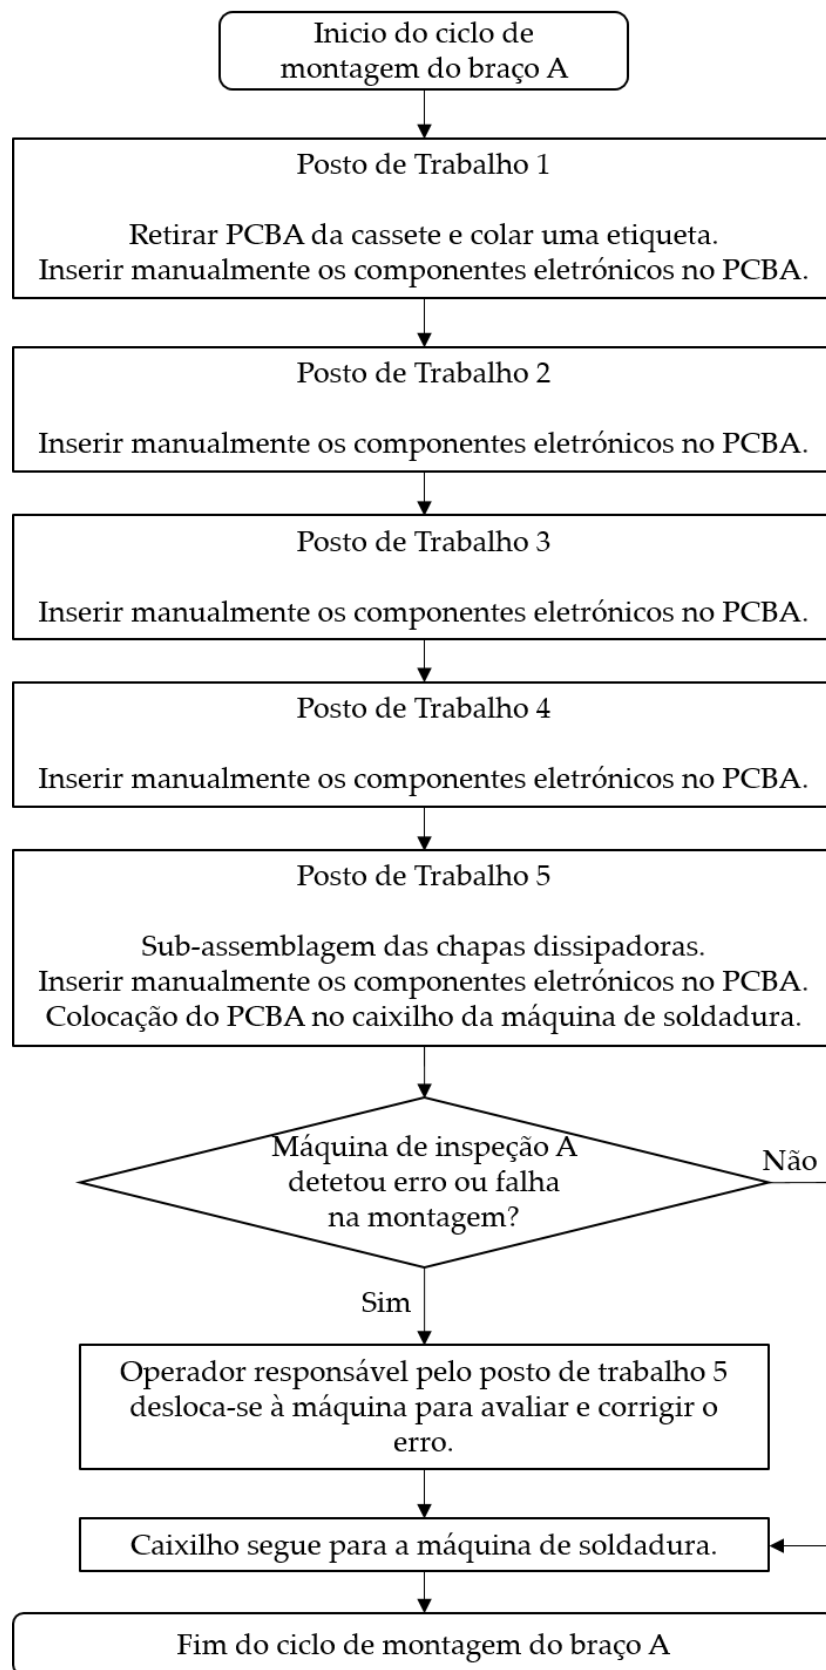 Inicio do ciclo de
montagem do braço A
Posto de Trabalho 1
Retirar PCBA da cassete e colar uma etiqueta.
Inserir manualmente os componentes eletrónicos no PCBA.
Posto de Trabalho 2
Inserir manualmente os componentes eletrónicos no PCBA.
Posto de Trabalho 3
Inserir manualmente os componentes eletrónicos no PCBA.
Posto de Trabalho 4
Inserir manualmente os componentes eletrónicos no PCBA.
Posto de Trabalho 5
Sub-assemblagem das chapas dissipadoras.
Inserir manualmente os componentes eletrónicos no PCBA.
Colocação do PCBA no caixilho da máquina de soldadura.
Máquina de inspeção A
detetou erro ou falha
na montagem?
Não
Sim
Operador responsável pelo posto de trabalho 5
desloca-se à máquina para avaliar e corrigir o
erro.
Caixilho segue para a máquina de soldadura.
Fim do ciclo de montagem do braço A